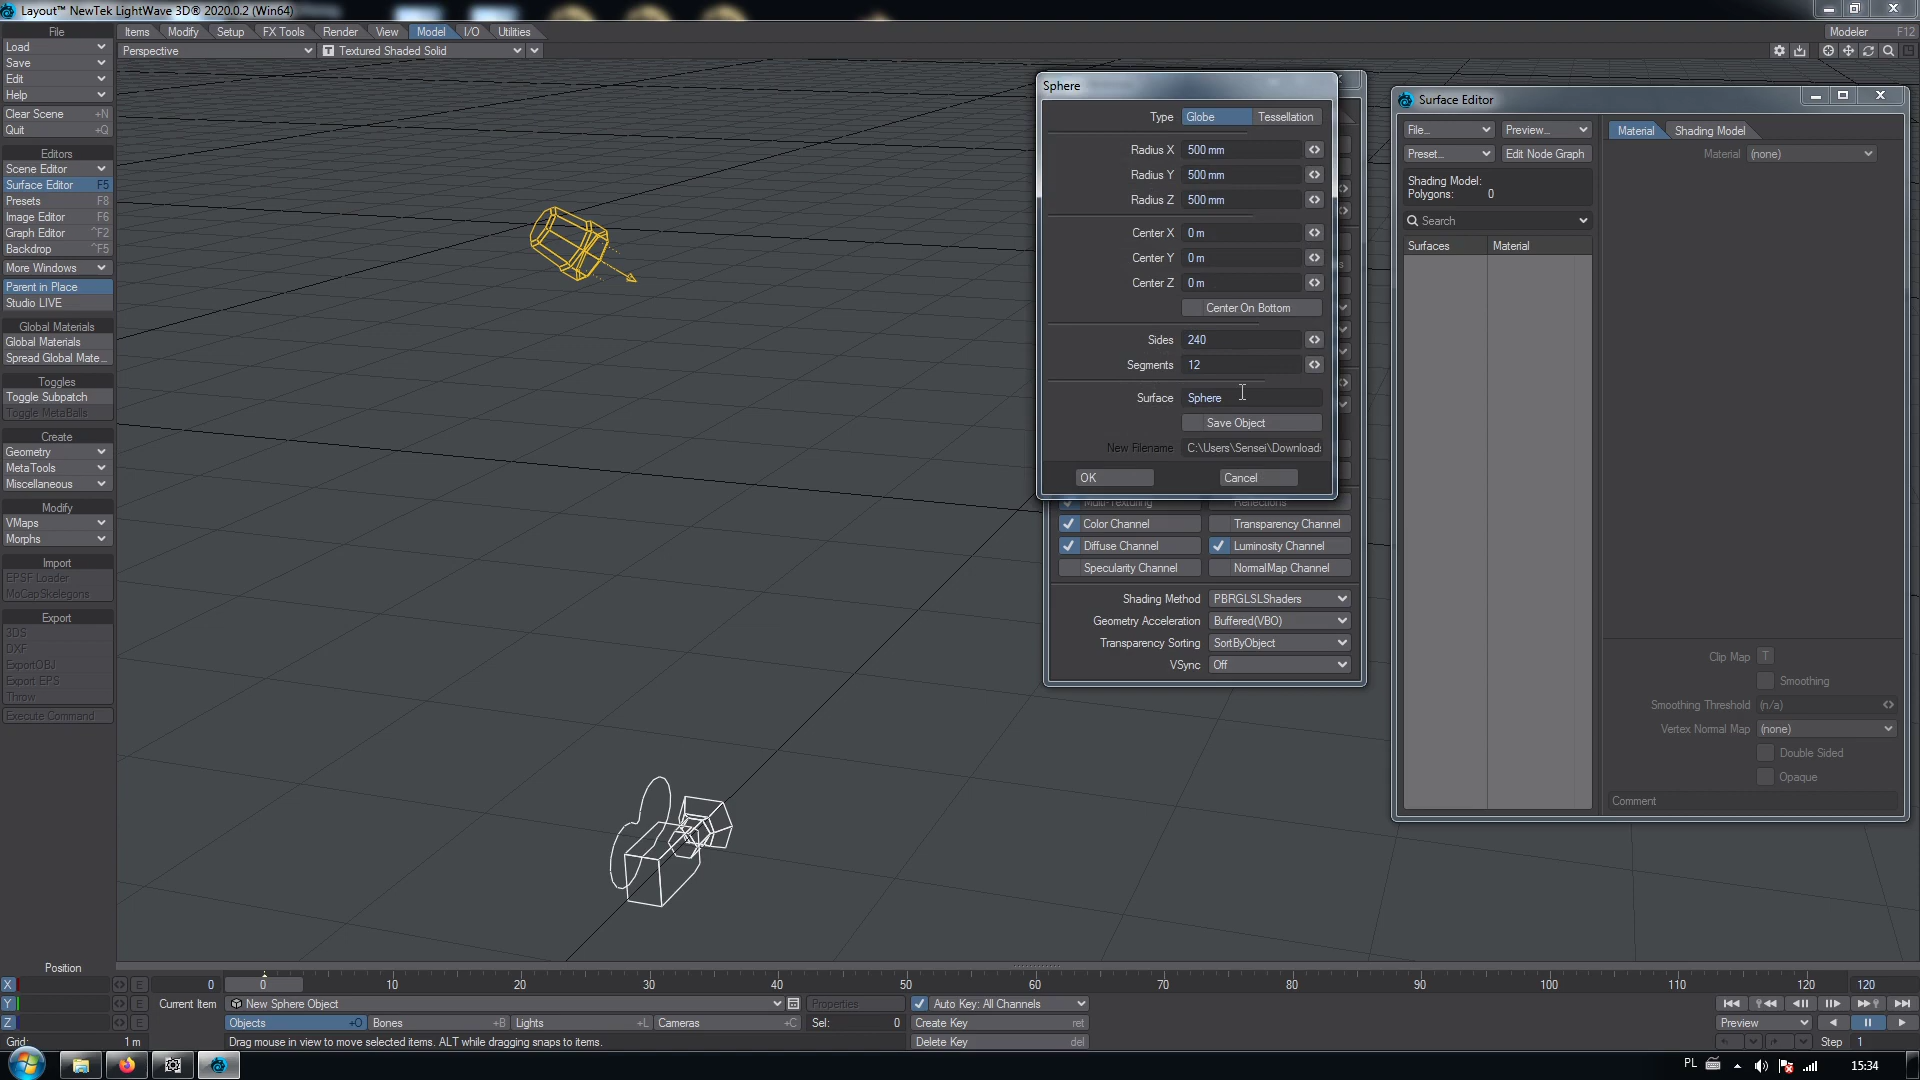 Layout™ NewTek LightWave 3D® 2020.0.2 (Win64)
File
Items Modify Setup FX Tools Render View Model I/O Utilities
Modeler F12
Load
Perspective Textured Shaded Solid
Save
Edit
Help
Clear Scene +N
Quit +Q
Editors
Scene Editor
Surface Editor F5
Presets F8
Image Editor F6
Graph Editor ^F2
Backdrop ^F5
More Windows
Parent in Place
Studio LIVE
Global Materials
Global Materials
Spread Global Mate...
Toggles
Toggle Subpatch
Toggle MetaBalls
Create
Geometry
MetaTools
Miscellaneous
Modify
VMaps
Morphs
Import
EPSF Loader
MoCapSkelegons
Export
3DS
DXF
ExportOBJ
Export EPS
Throw
Execute Command
Sphere
Type Globe Tessellation
Radius X 500 mm
Radius Y 500 mm
Radius Z 500 mm
Center X 0 m
Center Y 0 m
Center Z 0 m
Center On Bottom
Sides 240
Segments 12
Surface Sphere
Save Object
New Filename C:\Users\Sensei\Downloads
OK Cancel
Multi-Texturing Reflections
Color Channel Transparency Channel
Diffuse Channel Luminosity Channel
Specularity Channel NormalMap Channel
Shading Method PBRGLSLShaders
Geometry Acceleration Buffered(VBO)
Transparency Sorting SortByObject
VSync Off
Surface Editor
File... Preview...
Preset... Edit Node Graph
Shading Model:
Polygons: 0
Search
Surfaces Material
Material Shading Model
Material (none)
Clip Map T
Smoothing
Smoothing Threshold (n/a)
Vertex Normal Map (none)
Double Sided
Opaque
Comment
Position
X 0 0 10 20 30 40 50 60 70 80 90 100 110 120 120
Y E Current Item New Sphere Object Properties Auto Key: All Channels
Z E Objects +O Bones +B Lights +L Cameras +C Sel: 0 Create Key ret Preview
Grid: 1 m Drag mouse in view to move selected items. ALT while dragging snaps to items. Delete Key del Step 1
PL 15:34